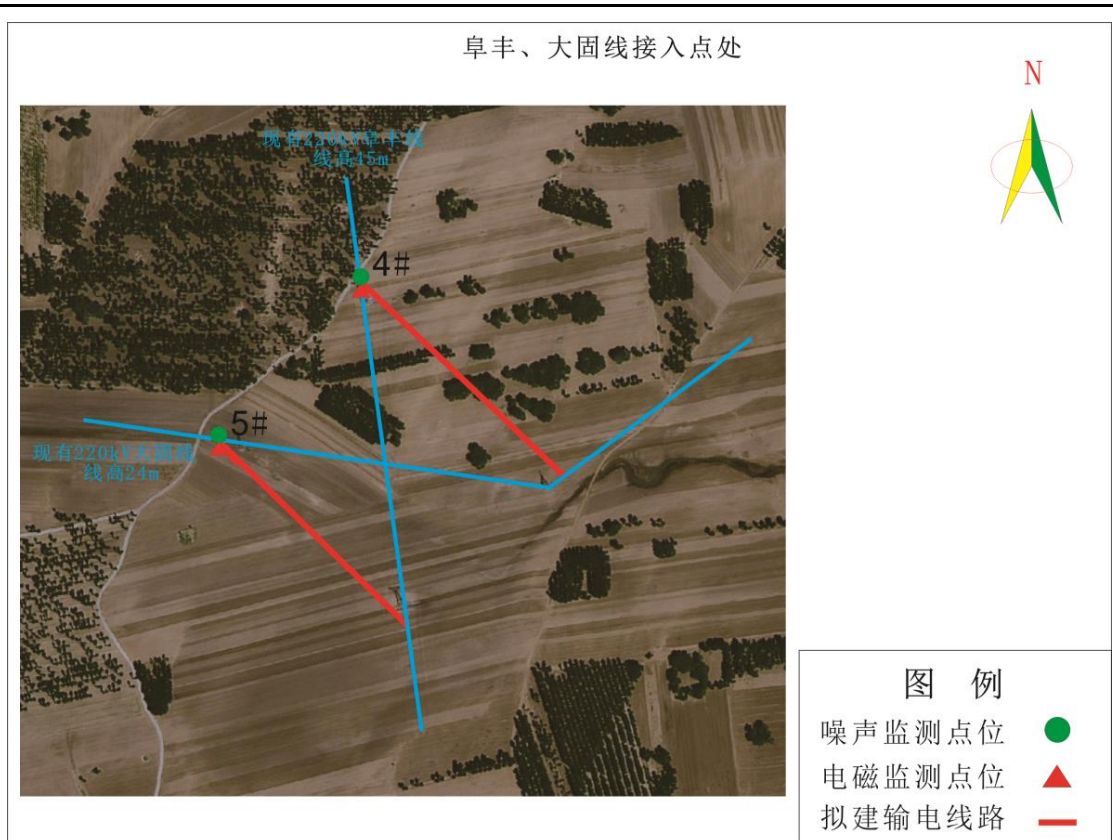 阜丰、大固线接入点处
N
现有220kV阜丰线
线高45m
4#
5#
现有220kV大固线
线高24m
图 例
噪声监测点位
电磁监测点位
拟建输电线路